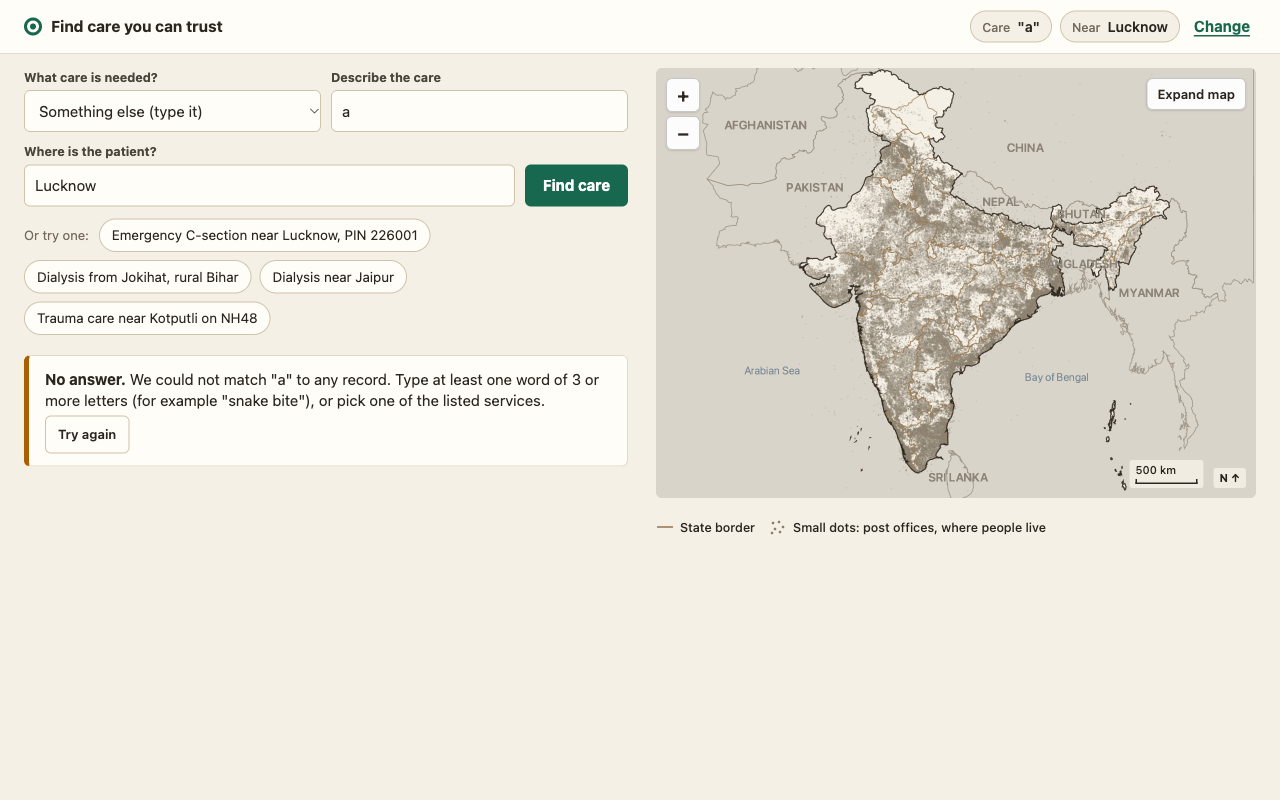 Find care you can trust
Care "a"
Near Lucknow
Change
What care is needed?
Describe the care
Something else (type it)
a
Where is the patient?
Lucknow
Find care
Or try one:
Emergency C-section near Lucknow, PIN 226001
Dialysis from Jokihat, rural Bihar
Dialysis near Jaipur
Trauma care near Kotputli on NH48
No answer. We could not match "a" to any record. Type at least one word of 3 or
more letters (for example "snake bite"), or pick one of the listed services.
Try again
+
−
Expand map
AFGHANISTAN
CHINA
PAKISTAN
NEPAL
BHUTAN
GLADESH
MYANMAR
Arabian Sea
Bay of Bengal
SRI LANKA
500 km
N ↑
State border
Small dots: post offices, where people live